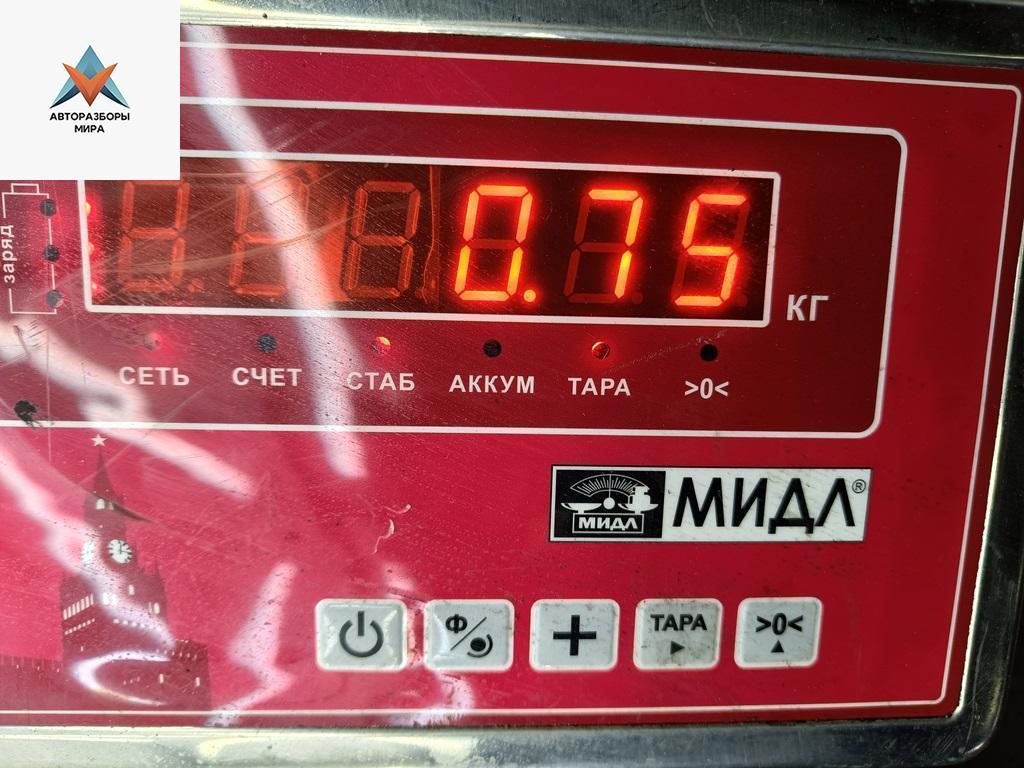 АВТОРАЗБОРЫ
МИРА
заряд
0.75
КГ
СЕТЬ СЧЕТ СТАБ АККУМ ТАРА >0<
МИДЛ МИДЛ®
Ф + ТАРА >0<